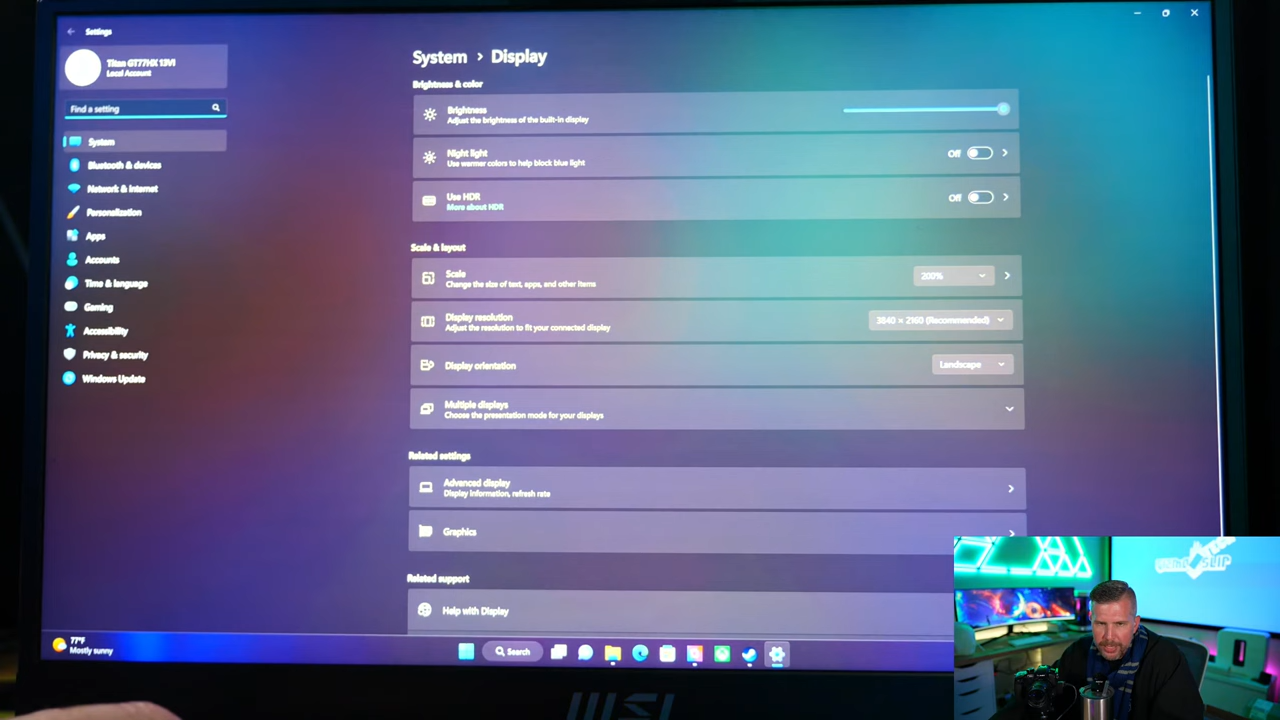 Settings
Titan GT77HX 13VI
Local Account
Find a setting
System
Bluetooth & devices
Network & internet
Personalization
Apps
Accounts
Time & language
Gaming
Accessibility
Privacy & security
Windows Update
System > Display
Brightness & color
Brightness
Adjust the brightness of the built-in display
Night light
Use warmer colors to help block blue light
Off
Use HDR
More about HDR
Off
Scale & layout
Scale
Change the size of text, apps, and other items
200%
Display resolution
Adjust the resolution to fit your connected display
3840 × 2160 (Recommended)
Display orientation
Landscape
Multiple displays
Choose the presentation mode for your displays
Related settings
Advanced display
Display information, refresh rate
Graphics
Related support
Help with Display
77°F
Mostly sunny
Search
msi